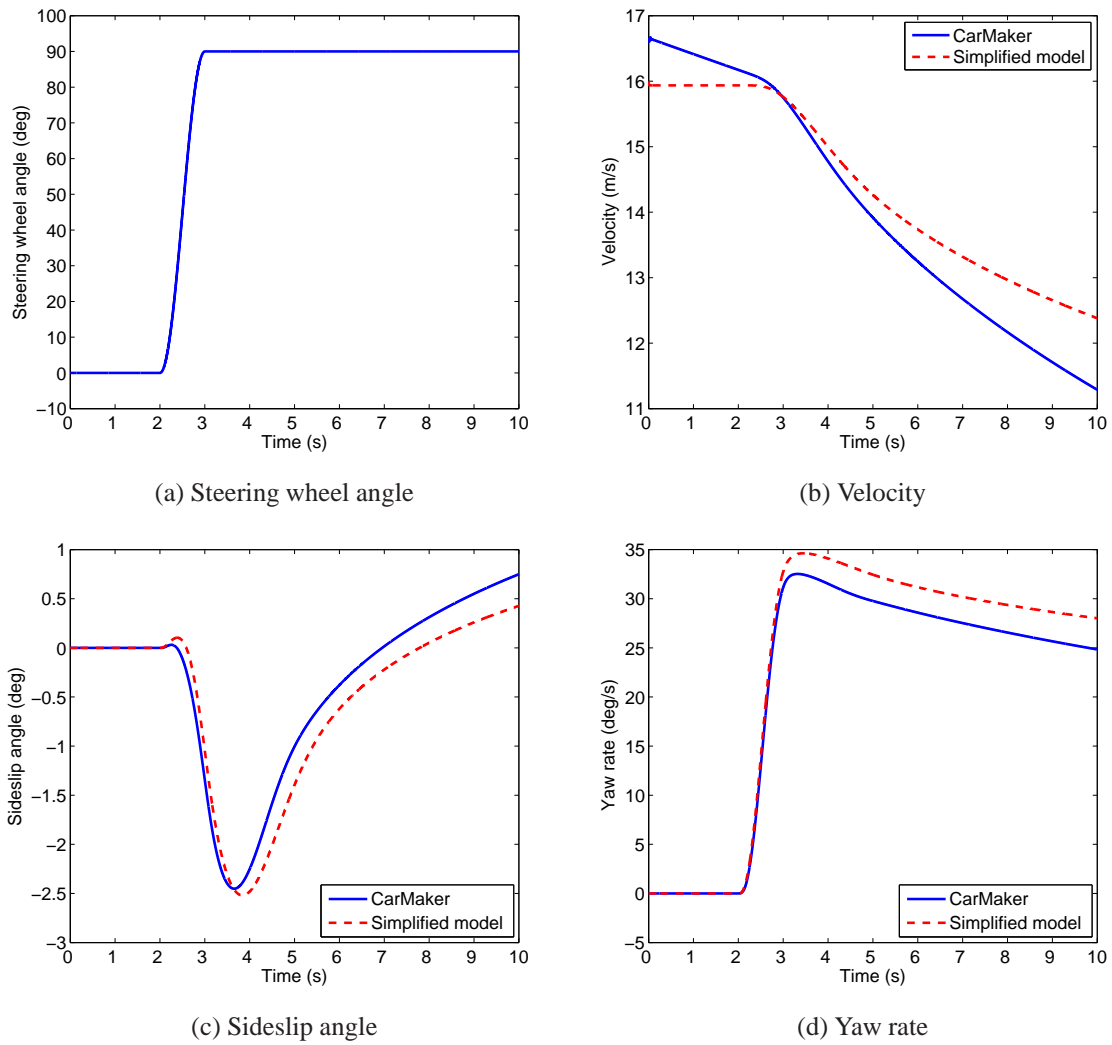 100
90
80
70
60
50
40
30
20
10
0
−10
Steering wheel angle (deg)
0 1 2 3 4 5 6 7 8 9 10
Time (s)
(a) Steering wheel angle
17
16
15
14
13
12
11
Velocity (m/s)
CarMaker
Simplified model
0 1 2 3 4 5 6 7 8 9 10
Time (s)
(b) Velocity
1
0.5
0
−0.5
−1
−1.5
−2
−2.5
−3
Sideslip angle (deg)
CarMaker
Simplified model
0 1 2 3 4 5 6 7 8 9 10
Time (s)
(c) Sideslip angle
35
30
25
20
15
10
5
0
−5
Yaw rate (deg/s)
CarMaker
Simplified model
0 1 2 3 4 5 6 7 8 9 10
Time (s)
(d) Yaw rate